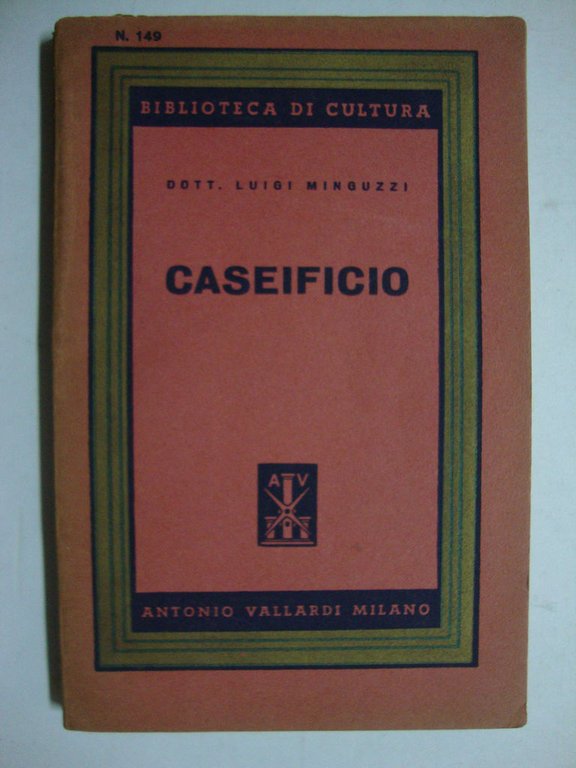 N. 149
BIBLIOTECA DI CULTURA
DOTT. LUIGI MINGUZZI
CASEIFICIO
A V
ANTONIO VALLARDI MILANO